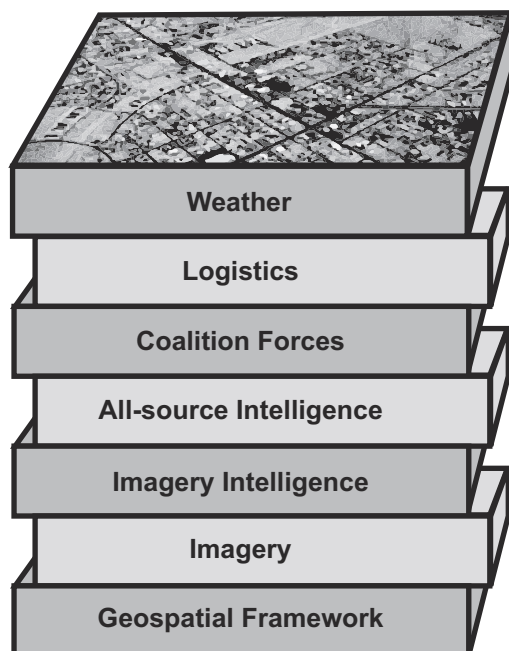 Weather
Logistics
Coalition Forces
All-source Intelligence
Imagery Intelligence
Imagery
Geospatial Framework